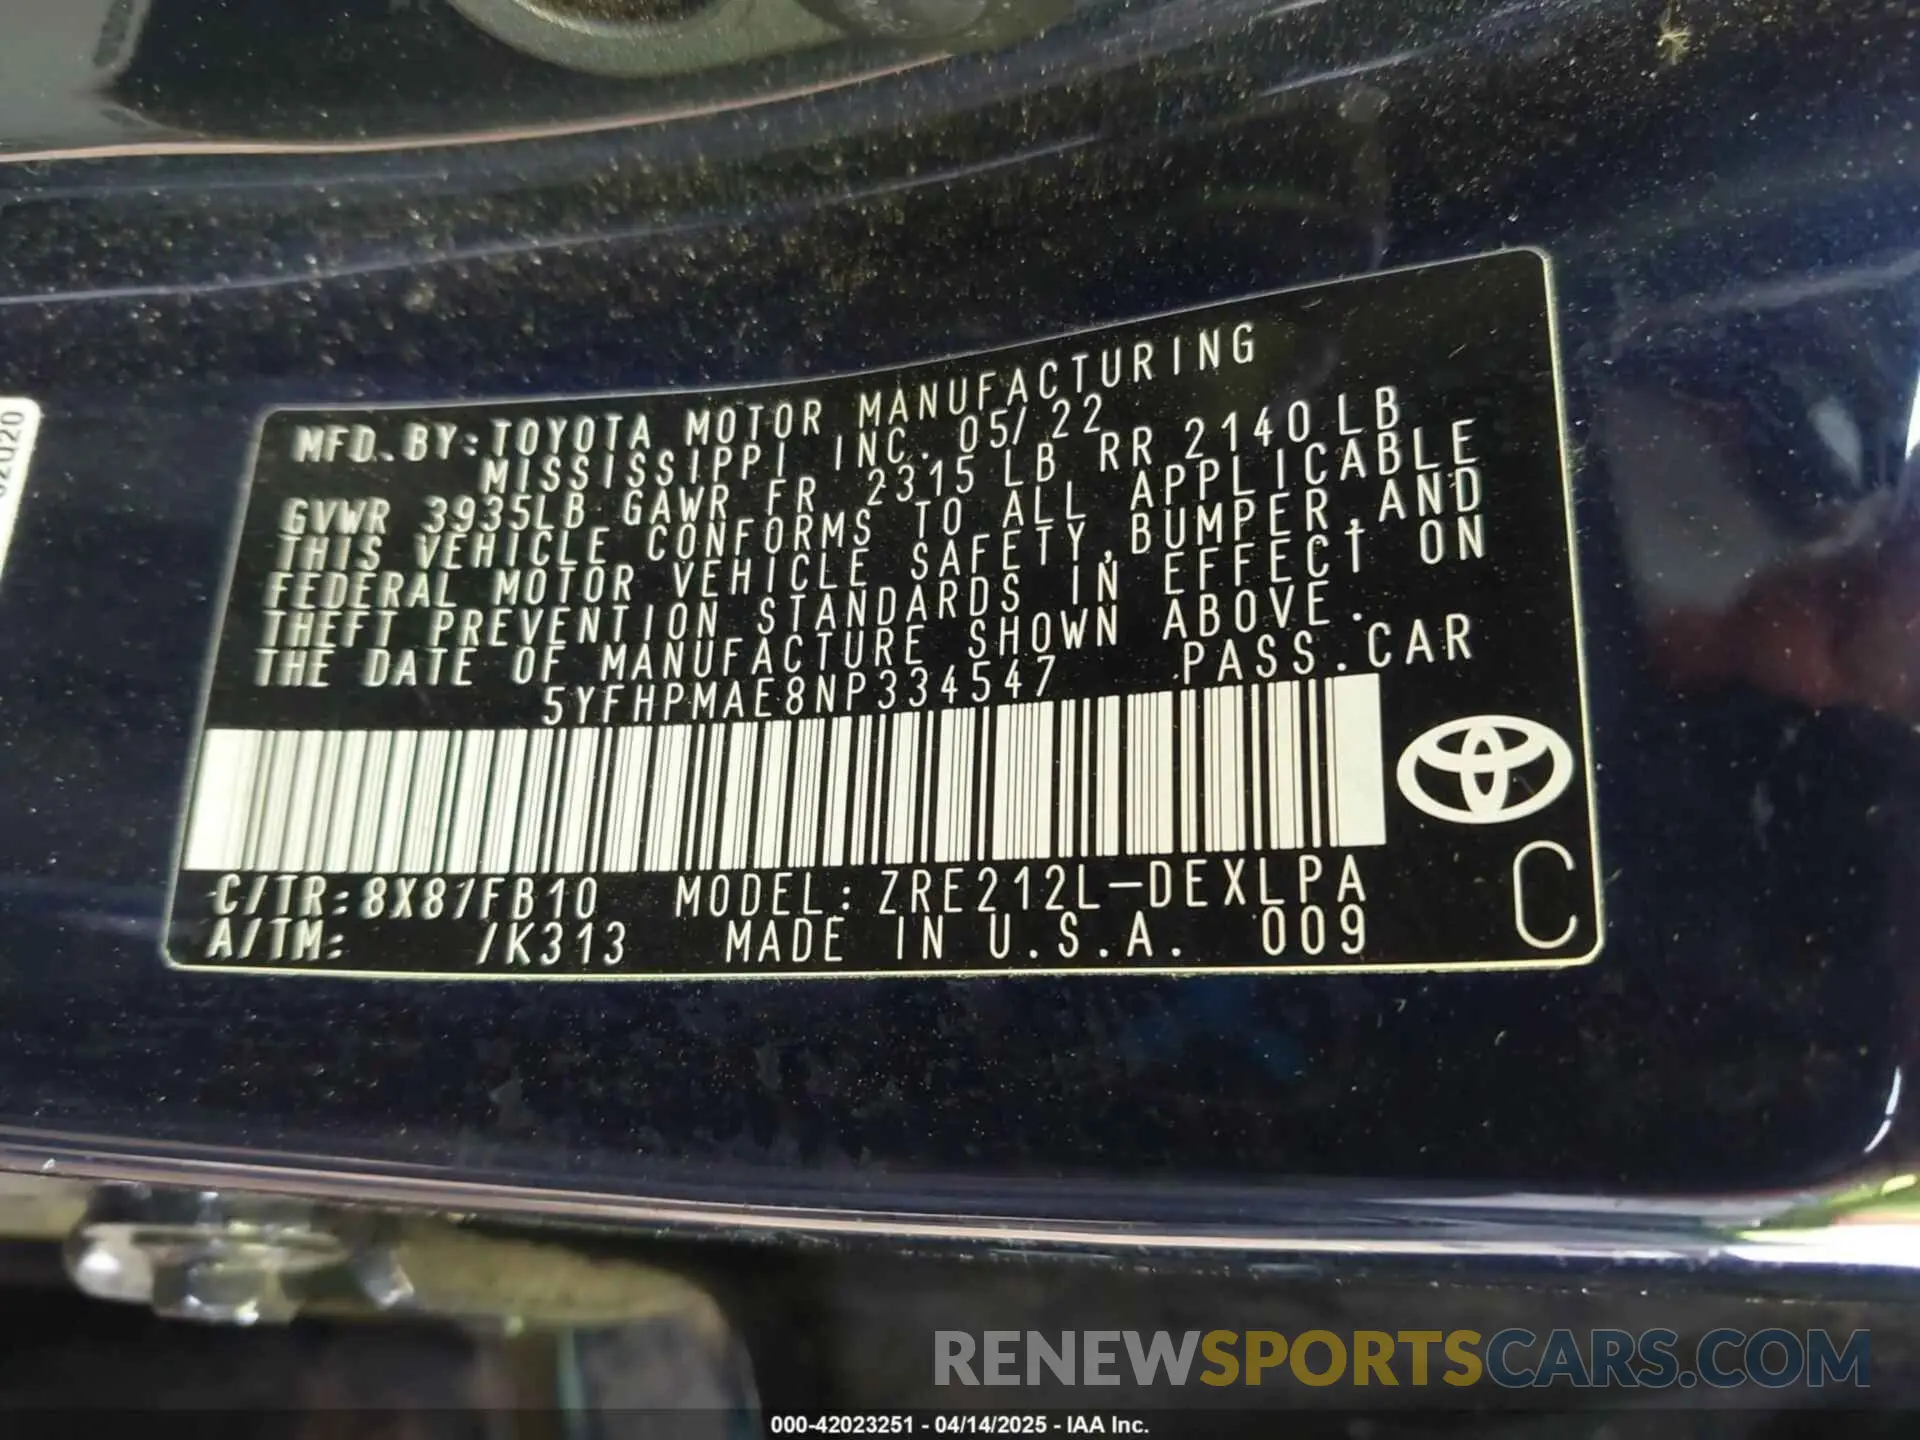 MFD. BY: TOYOTA MOTOR MANUFACTURING
MISSISSIPPI INC. 05/22
GVWR 3935LB GAWR FR 2315 LB RR 2140 LB
THIS VEHICLE CONFORMS TO ALL APPLICABLE
FEDERAL MOTOR VEHICLE SAFETY, BUMPER, AND
THEFT PREVENTION STANDARDS IN EFFECT ON
THE DATE OF MANUFACTURE SHOWN ABOVE.
5YFHPMAE8NP334547 PASS. CAR
C/TR: 8X8/FB10 MODEL: ZRE212L-DEXLPA
A/TM: /K313 MADE IN U.S.A. 009
C
RENEWSPORTSCARS.COM
000-42023251 - 04/14/2025 - IAA Inc.